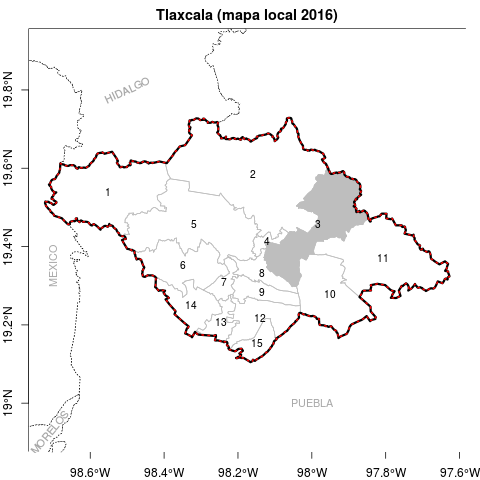 Tlaxcala (mapa local 2016)
HIDALGO
19.8°N
19.6°N
19.4°N
19.2°N
19°N
MEXICO
MORELOS
PUEBLA
1
2
3
4
5
6
7
8
9
10
11
12
13
14
15
98.6°W
98.4°W
98.2°W
98°W
97.8°W
97.6°W